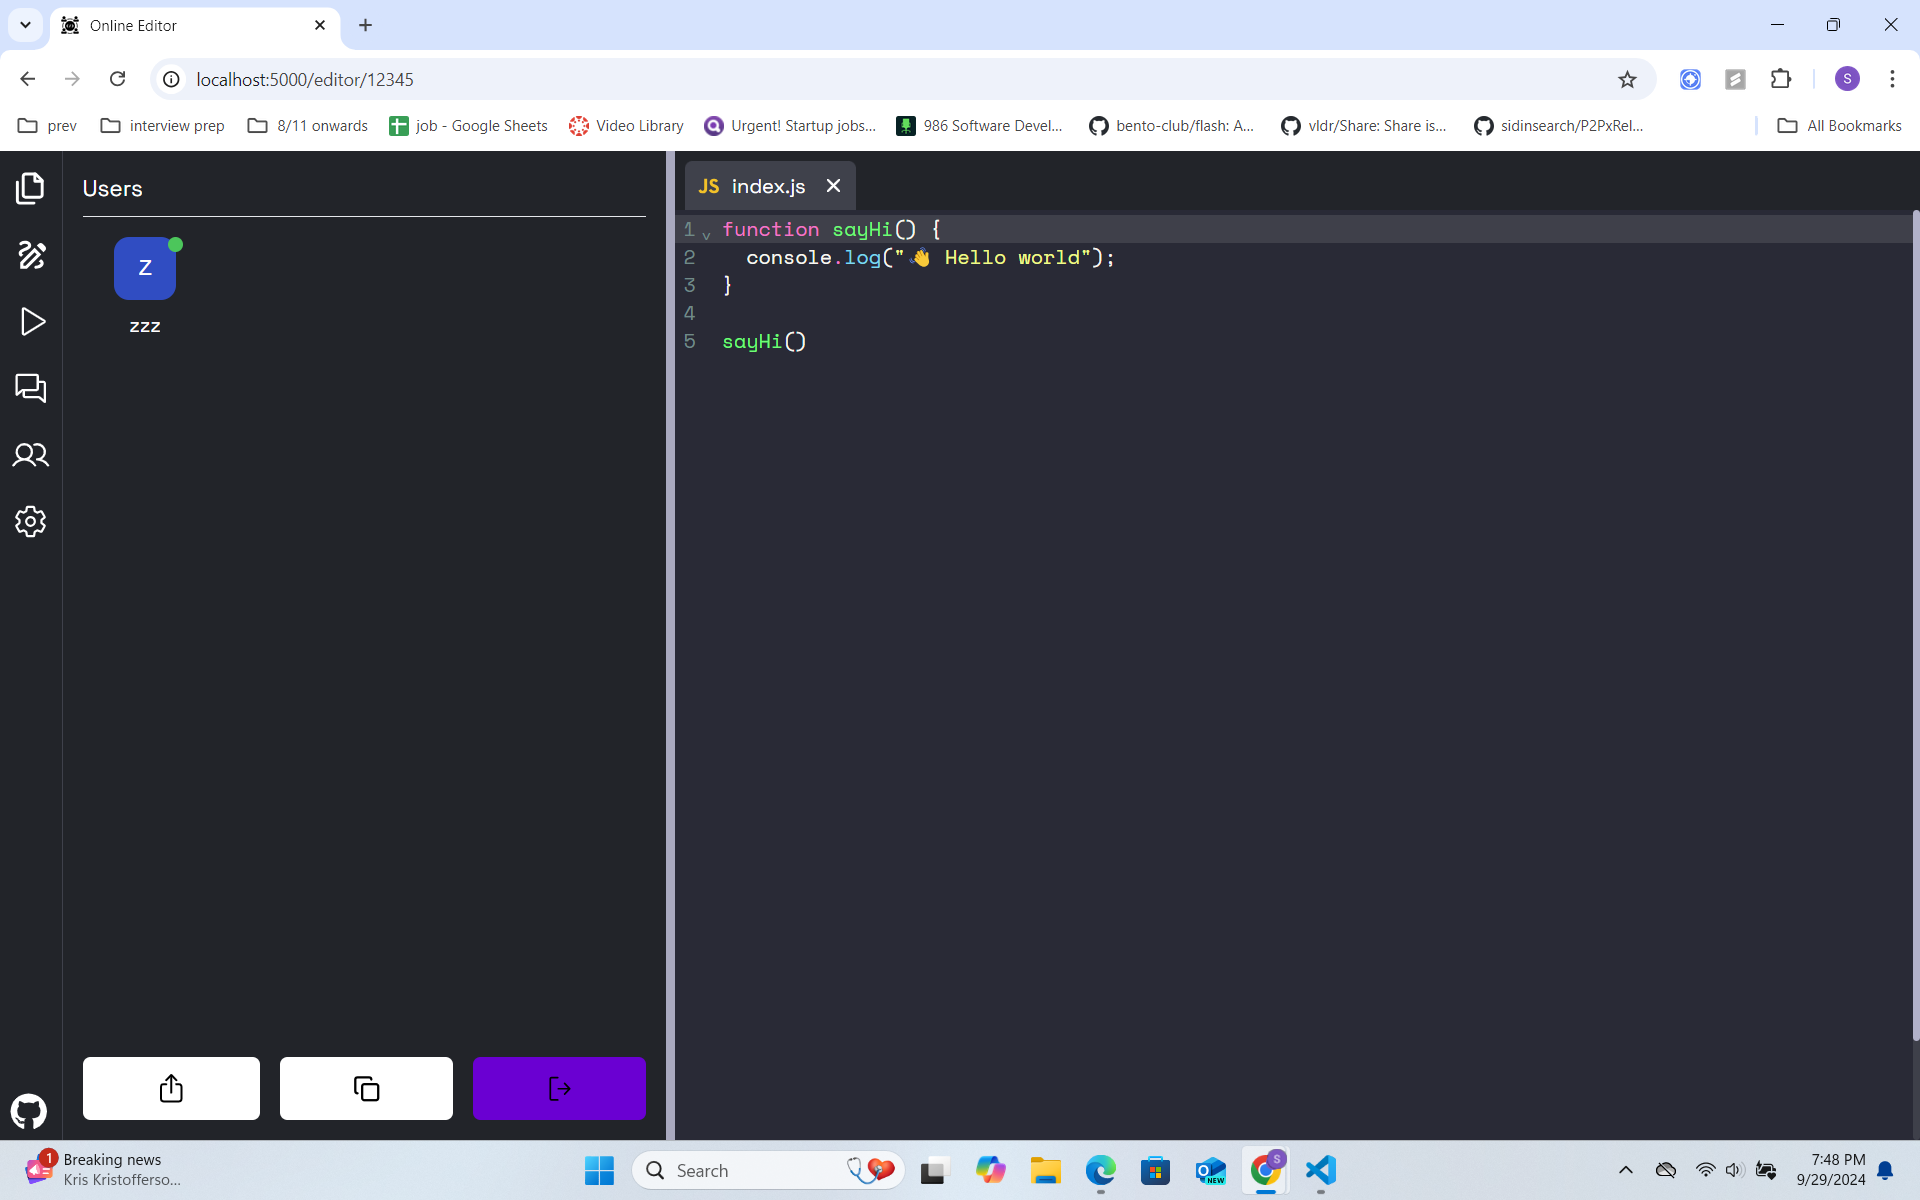 Online Editor
localhost:5000/editor/12345
S
prev
interview prep
8/11 onwards
job - Google Sheets
Video Library
Urgent! Startup jobs...
986 Software Devel...
bento-club/flash: A...
vldr/Share: Share is...
sidinsearch/P2PxRel...
All Bookmarks
Users
Z
zzz
JS index.js
1 function sayHi() {
2 console.log("👋 Hello world");
3 }
4
5 sayHi()
1
Breaking news
Kris Kristofferso...
Search
NEW
S
7:48 PM
9/29/2024